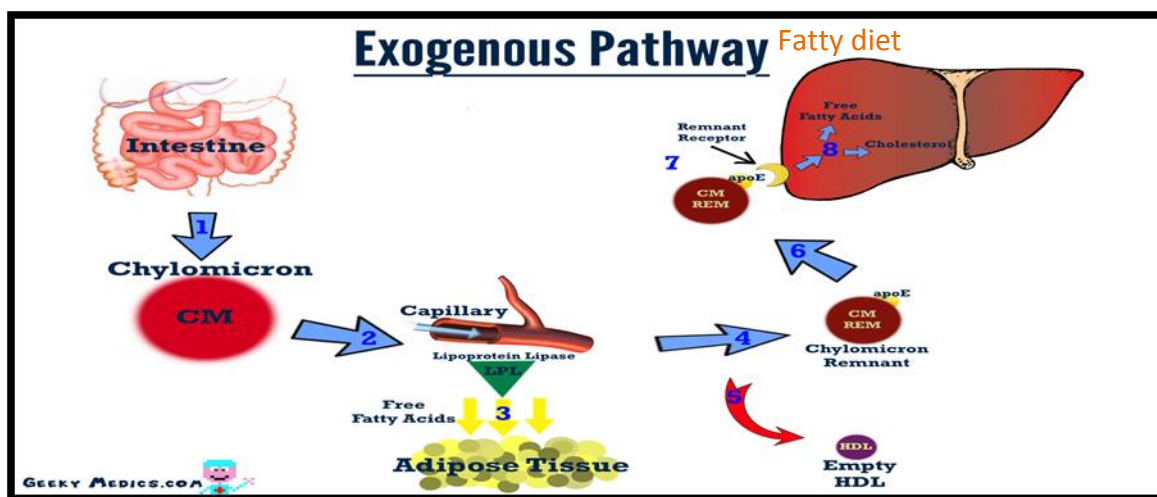 Exogenous Pathway Fatty diet
Intestine
1
Chylomicron
CM
2
Capillary
Lipoprotein Lipase
LPL
Free
Fatty Acids
3
Adipose Tissue
4
5
HDL
Empty
HDL
apoE
CM
REM
Chylomicron
Remnant
6
7
Remnant
Receptor
apoE
CM
REM
8
Free
Fatty Acids
Cholesterol
Geeky Medics.com